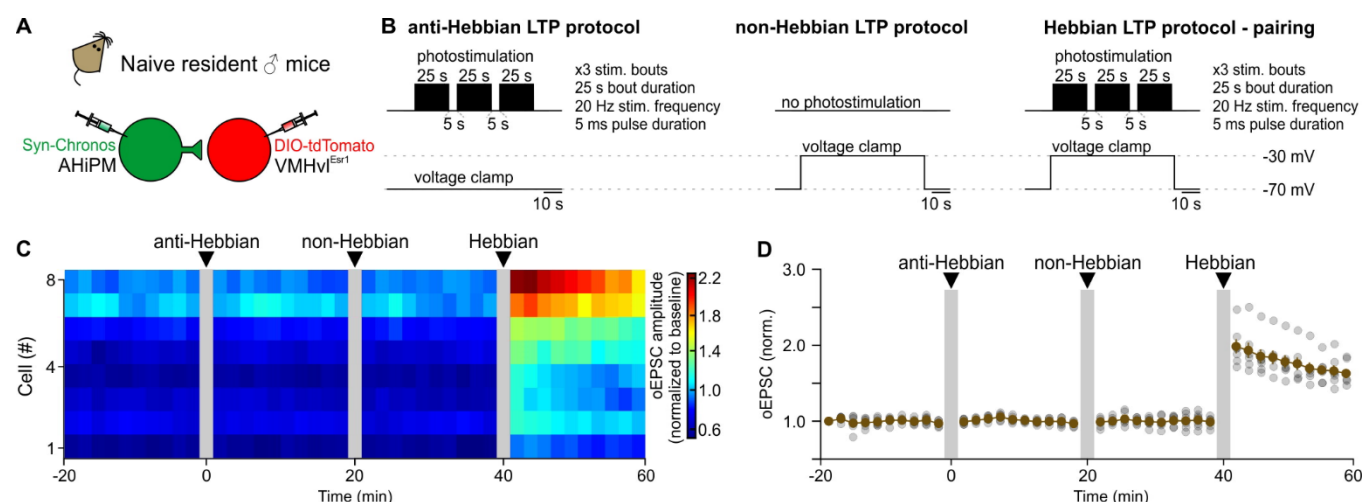 A
Naive resident ♂ mice
Syn-Chronos
AHiPM
DIO-tdTomato
VMHvl^Esr1
B
anti-Hebbian LTP protocol
photostimulation
25 s 25 s 25 s
5 s 5 s
x3 stim. bouts
25 s bout duration
20 Hz stim. frequency
5 ms pulse duration
voltage clamp
10 s
non-Hebbian LTP protocol
no photostimulation
voltage clamp
10 s
Hebbian LTP protocol - pairing
photostimulation
25 s 25 s 25 s
5 s 5 s
x3 stim. bouts
25 s bout duration
20 Hz stim. frequency
5 ms pulse duration
voltage clamp
-30 mV
-70 mV
10 s
C
anti-Hebbian non-Hebbian Hebbian
Cell (#)
8
4
1
-20 0 20 40 60
Time (min)
oEPSC amplitude
(normalized to baseline)
2.2
1.8
1.4
1.0
0.6
D
anti-Hebbian non-Hebbian Hebbian
oEPSC (norm.)
3.0
2.0
1.0
-20 0 20 40 60
Time (min)